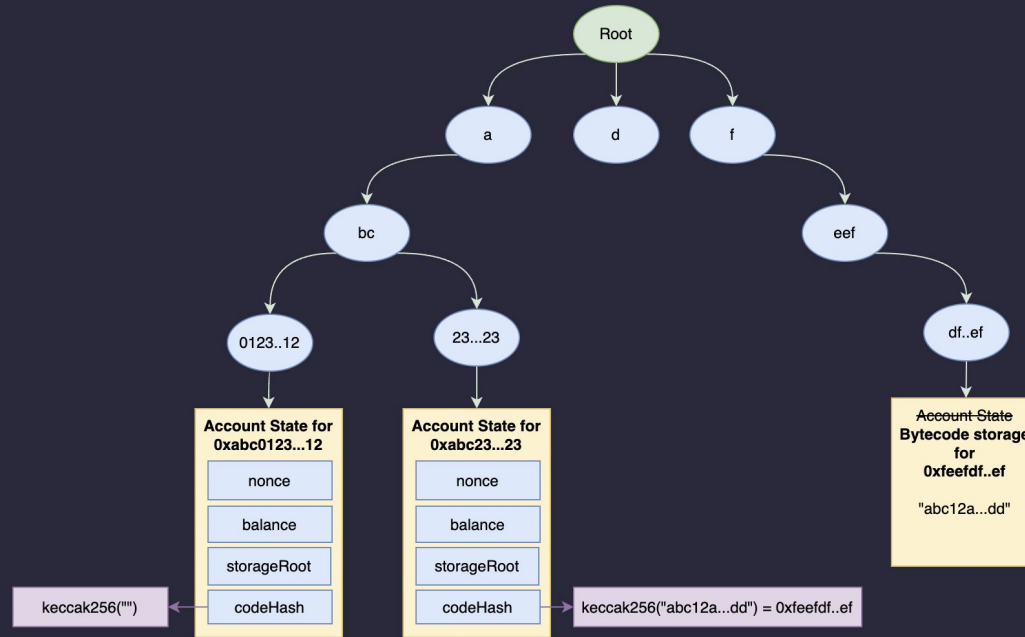 Root
a
d
f
bc
eef
0123..12
23...23
df..ef
Account State for
0xabc0123...12
nonce
balance
storageRoot
codeHash
Account State for
0xabc23...23
nonce
balance
storageRoot
codeHash
Account State
Bytecode storage
for
0xfeefdf..ef
"abc12a...dd"
keccak256("")
keccak256("abc12a...dd") = 0xfeefdf..ef